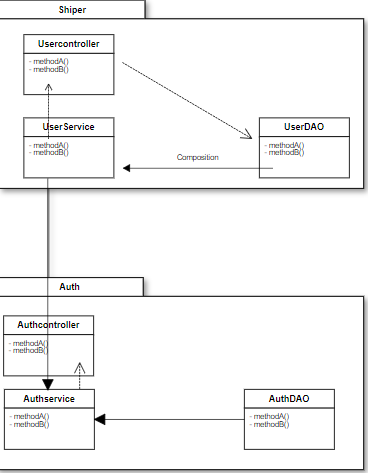 Shiper
Usercontroller
- methodA()
- methodB()
UserService
- methodA()
- methodB()
UserDAO
- methodA()
- methodB()
Composition
Auth
Authcontroller
- methodA()
- methodB()
Authservice
- methodA()
- methodB()
AuthDAO
- methodA()
- methodB()